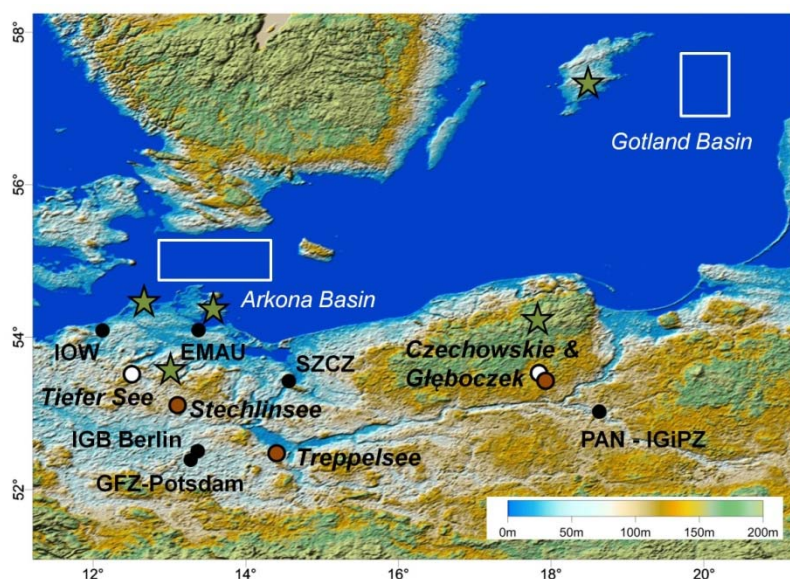 58°
Gotland Basin
56°
Arkona Basin
54°
IOW
EMAU
SZCZ
Czechowskie &
Głęboczek
Tiefer See
Stechlinsee
PAN - IGiPZ
IGB Berlin
Treppelsee
GFZ-Potsdam
52°
0m 50m 100m 150m 200m
12° 14° 16° 18° 20°